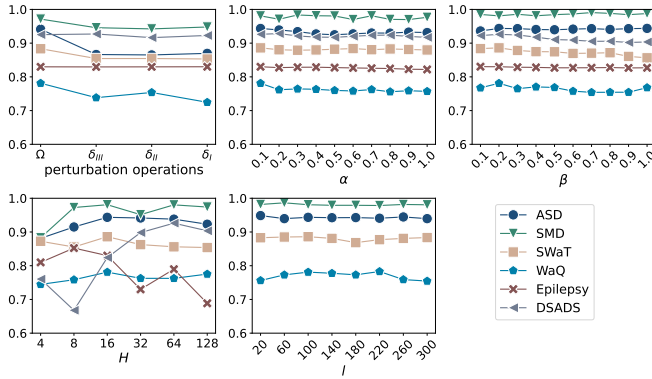 1.0 0.9 0.8 0.7 0.6
Ω δIII δII δI
perturbation operations
1.0 0.9 0.8 0.7 0.6
0.1 0.2 0.3 0.4 0.5 0.6 0.7 0.8 0.9 1.0
α
1.0 0.9 0.8 0.7 0.6
0.1 0.2 0.3 0.4 0.5 0.6 0.7 0.8 0.9 1.0
β
1.0 0.9 0.8 0.7 0.6
4 8 16 32 64 128
H
1.0 0.9 0.8 0.7 0.6
20 60 100 140 180 220 260 300
l
ASD
SMD
SWaT
WaQ
Epilepsy
DSADS